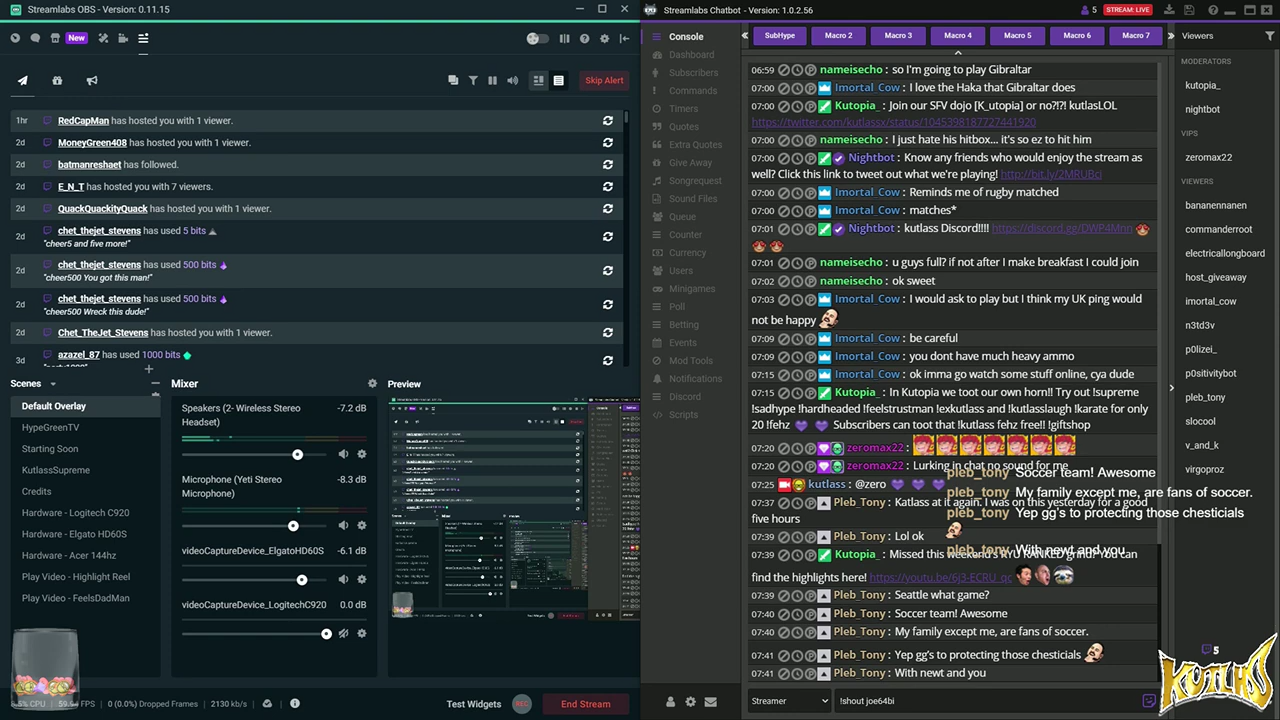 Streamlabs OBS - Version: 0.11.15
New
Skip Alert
1hr RedCapMan has hosted you with 1 viewer.
2d MoneyGreen408 has hosted you with 1 viewer.
2d batmanreshaet has followed.
2d E_N_T has hosted you with 7 viewers.
2d has hosted you with 1 viewer.
2d chet_thejet_stevens has used 5 bits
"cheer5 and five more!"
2d chet_thejet_stevens has used 500 bits
"cheer500 You got this man!"
2d chet_thejet_stevens has used 500 bits
"cheer500 Wreck this dude!"
2d Chet_TheJet_Stevens has hosted you with 1 viewer.
3d azazel_87 has used 1000 bits
Scenes
Default Overlay
HypeGreenTV
Starting Soon
KutlassSupreme
Credits
Hardware - Logitech C920
Hardware - Elgato HD60S
Hardware - Acer 144hz
Play Video - Highlight Reel
Play Video - FeelsDadMan
Mixer
Speakers (2- Wireless Stereo Headset) -7.2 dB
Microphone (Yeti Stereo Microphone) -8.3 dB
videoCaptureDevice_ElgatoHD60S -6.1 dB
videoCaptureDevice_LogitechC920 0.0 dB
Preview
CPU
0 (0.0%) Dropped Frames
2130 kb/s
Test Widgets
REC
End Stream
Streamlabs Chatbot - Version: 1.0.2.56
5
STREAM: LIVE
Console
Dashboard
Subscribers
Commands
Timers
Quotes
Extra Quotes
Give Away
Songrequest
Sound Files
Queue
Counter
Currency
Users
Minigames
Poll
Betting
Events
Mod Tools
Notifications
Discord
Scripts
SubHype
Macro 2
Macro 3
Macro 4
Macro 5
Macro 6
Macro 7
06:59 nameisecho : so I'm going to play Gibraltar
07:00 Imortal_Cow : I love the Haka that Gibraltar does
07:00 Kutopia_ : Join our SFV dojo [K_utopia] or no?!?! kutlasLOL
https://twitter.com/kutlassx/status/1045398187727441920
07:00 nameisecho : I just hate his hitbox... it's so ez to hit him
07:00 Nightbot : Know any friends who would enjoy the stream as
well? Click this link to tweet out what we're playing! http://bit.ly/2MRUBci
07:00 Imortal_Cow : Reminds me of rugby matched
07:00 Imortal_Cow : matches*
07:01 Nightbot : kutlass Discord!!!! https://discord.gg/DWP4Mnn
07:01 nameisecho : u guys full? if not after I make breakfast I could join
07:02 nameisecho : ok sweet
07:03 Imortal_Cow : I would ask to play but I think my UK ping would
not be happy
07:09 Imortal_Cow : be careful
07:09 Imortal_Cow : you dont have much heavy ammo
07:15 Imortal_Cow : ok imma go watch some stuff online, cya dude
07:15 Kutopia_ : In Kutopia we toot our own horn! Try out !supreme
!sadhype !hardheaded !feelstrutman !exkutlass and !kutlasLaugh !karate for only
20 !fehz Subscribers can toot that !kutlass fehz free!! !giftshop
07:20 zeromax22 :
07:20 zeromax22 : Lurking in chat no sound for me
07:25 kutlass : @zero
07:37 Pleb_Tony : Katlass at it again. I was on this yesterday for a good
five hours
07:39 Pleb_Tony : Lol ok
07:39 Kutopia_ : Missed this weekend's can
find the highlights here!
07:39 Pleb_Tony : Seattle what game?
07:40 Pleb_Tony : Soccer team! Awesome
07:40 Pleb_Tony : My family except me, are fans of soccer.
07:41 Pleb_Tony : Yep gg's to protecting those chesticials
07:41 Pleb_Tony : With newt and you
pleb_tony Soccer team! Awesome
pleb_tony My family except me, are fans of soccer.
pleb_tony Yep gg's to protecting those chesticials
pleb_tony With newt and you
Streamer
!shout joe64bi
Viewers
MODERATORS
kutopia_
nightbot
VIPS
zeromax22
VIEWERS
bananennanen
commanderroot
electricallongboard
host_giveaway
imortal_cow
n3td3v
p0lizei_
p0sitivitybot
pleb_tony
slocool
v_and_k
virgoproz
5
KUTLASS